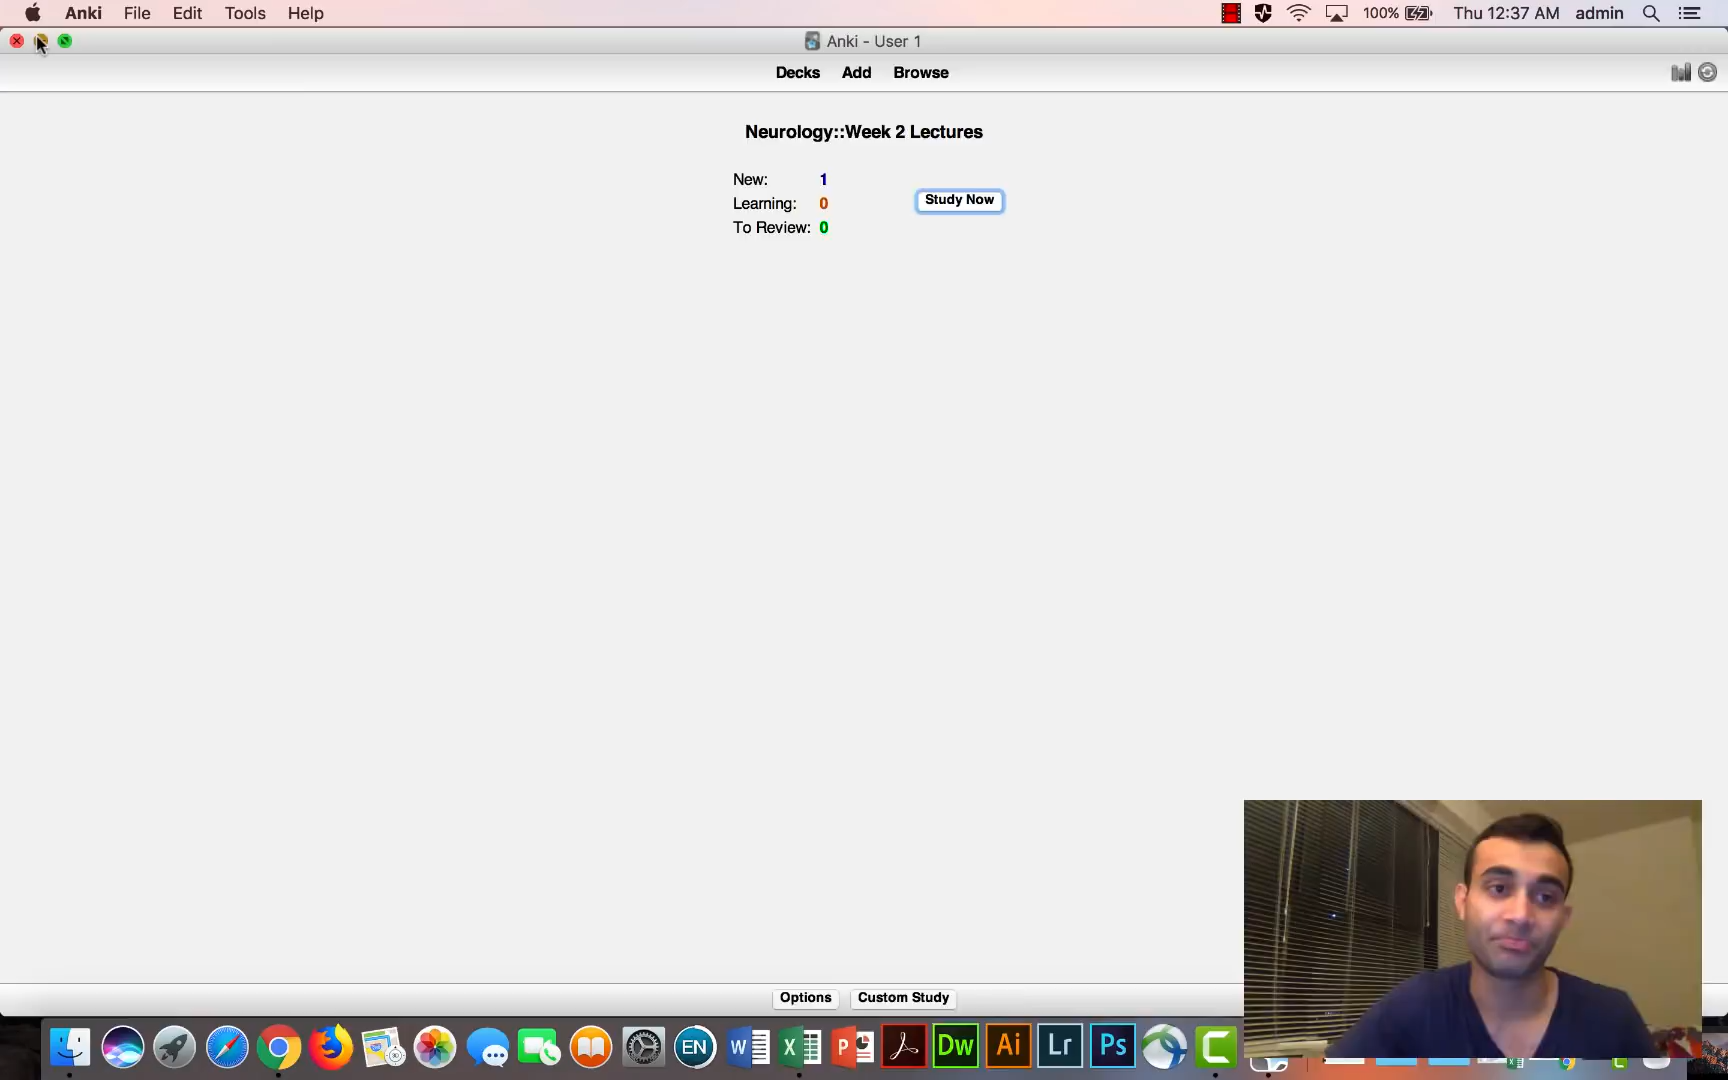 Anki File Edit Tools Help 100% Thu 12:37 AM admin
Anki - User 1
Decks Add Browse
Neurology::Week 2 Lectures
New: 1
Study Now
Learning: 0
To Review: 0
Options Custom Study
EN W X P Dw Ai Lr Ps C